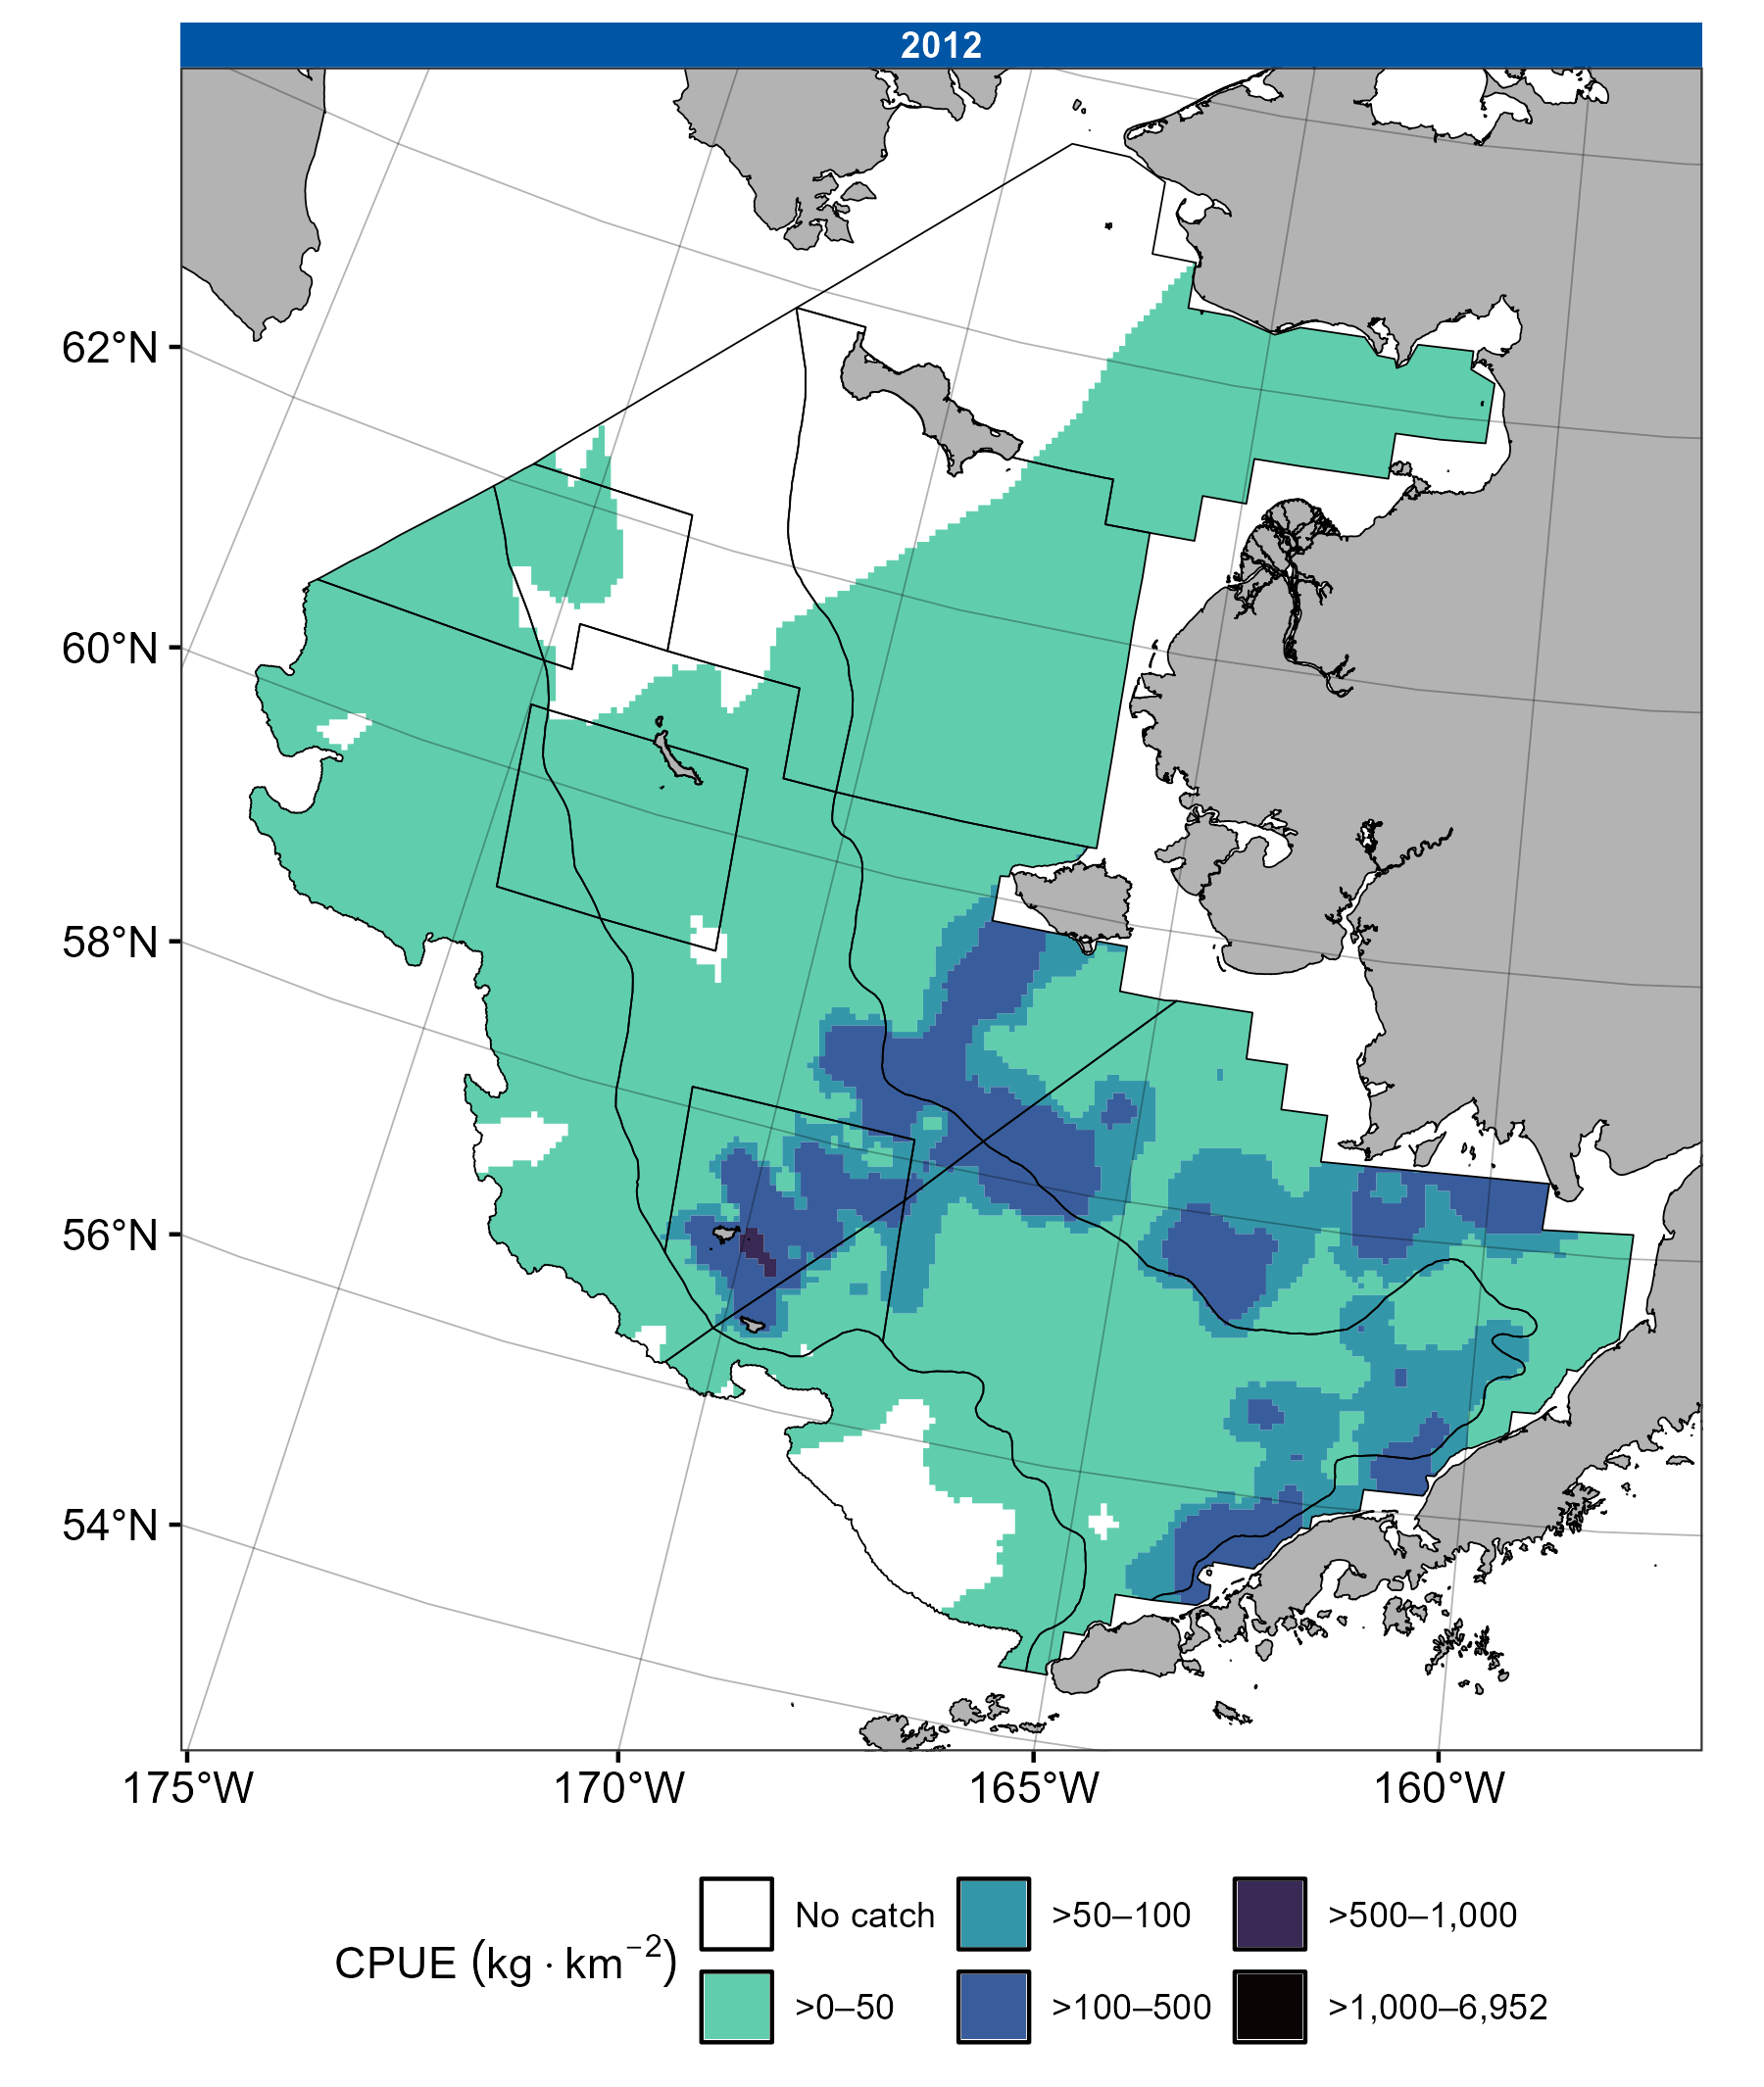 2012
62°N
60°N
58°N
56°N
54°N
175°W 170°W 165°W 160°W
CPUE (kg · km⁻²)
No catch >50–100 >500–1,000
>0–50 >100–500 >1,000–6,952